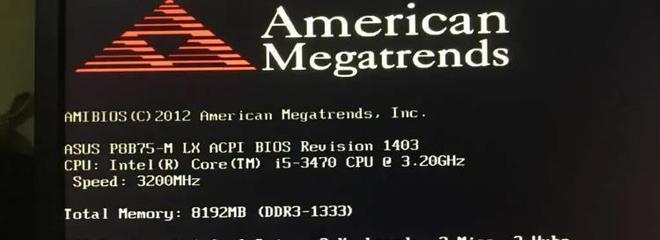 American
Megatrends
AMIBIOS(C)2012 American Megatrends, Inc.
ASUS P8B75-M LX ACPI BIOS Revision 1403
CPU: Intel(R) Core(TM) i5-3470 CPU @ 3.20GHz
Speed: 3200MHz
Total Memory: 8192MB (DDR3-1333)